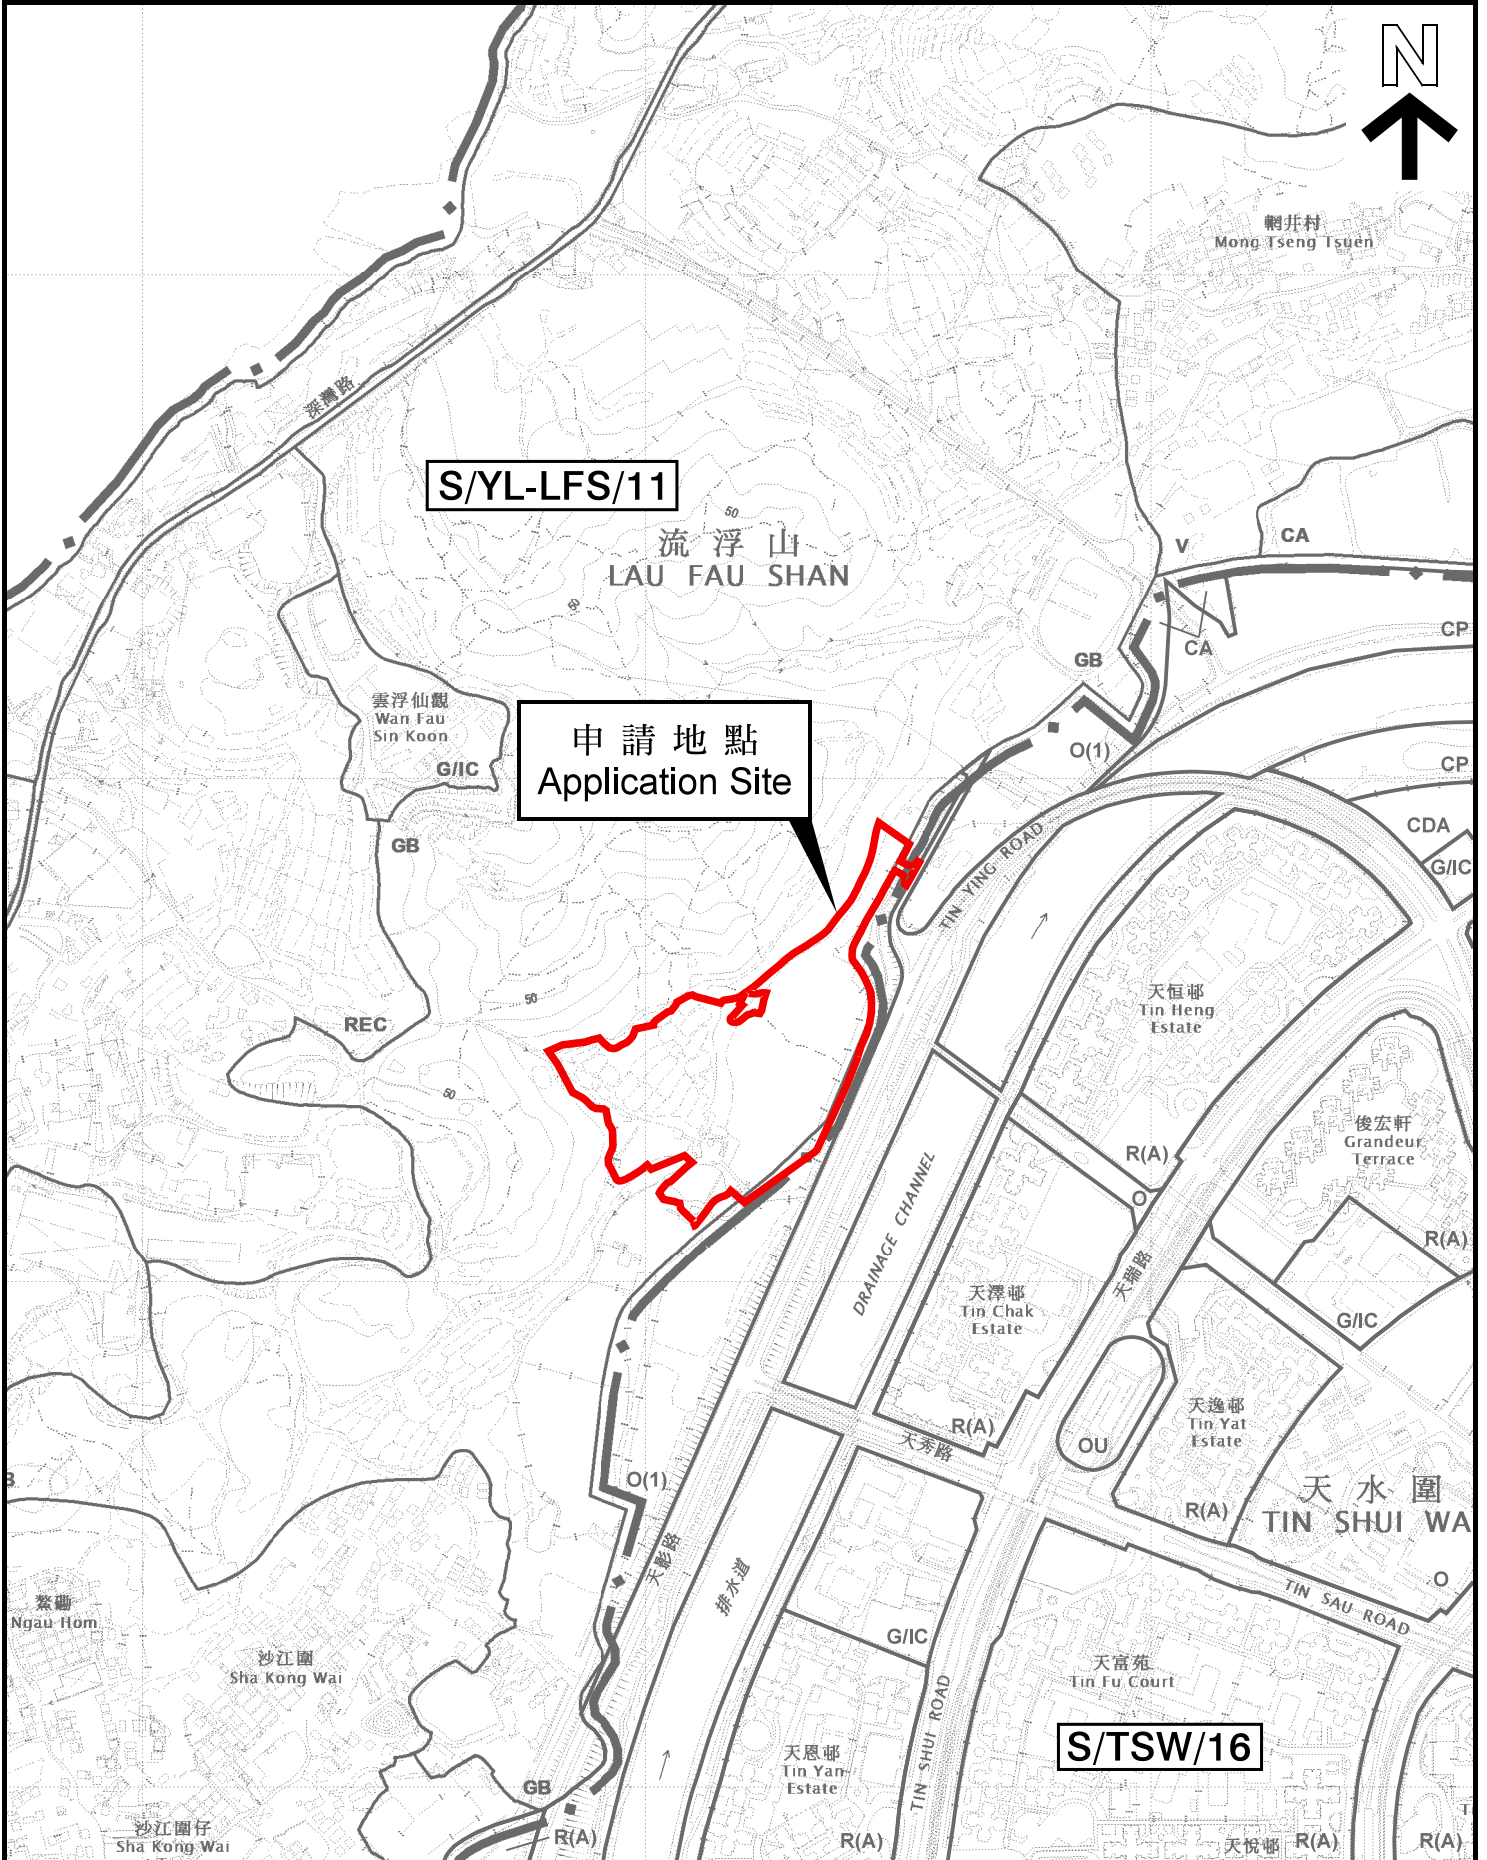 N
網井村
Mong Tseng Tsuen
深灣路
S/YL-LFS/11
50
流浮山
LAU FAU SHAN
50
V
CA
CP
CA
GB
雲浮仙觀
Wan Fau
Sin Koon
G/IC
申請地點
Application Site
O(1)
CP
CDA
G/IC
GB
TIN YING ROAD
天恒邨
Tin Heng
Estate
50
REC
50
俊宏軒
Grandeur
Terrace
R(A)
O
DRAINAGE CHANNEL
R(A)
天瑞路
天澤邨
Tin Chak
Estate
G/IC
天逸邨
Tin Yat
Estate
R(A)
天秀路
OU
O(1)
R(A)
天水圍
TIN SHUI WA
天影路
排水道
TIN SAU ROAD
O
鰲磡
Ngau Hom
沙江圍
Sha Kong Wai
G/IC
天富苑
Tin Fu Court
TIN SHUI ROAD
S/TSW/16
天恩邨
Tin Yan
Estate
GB
沙江圍仔
Sha Kong Wai
R(A)
R(A)
天悅邨
R(A)
R(A)